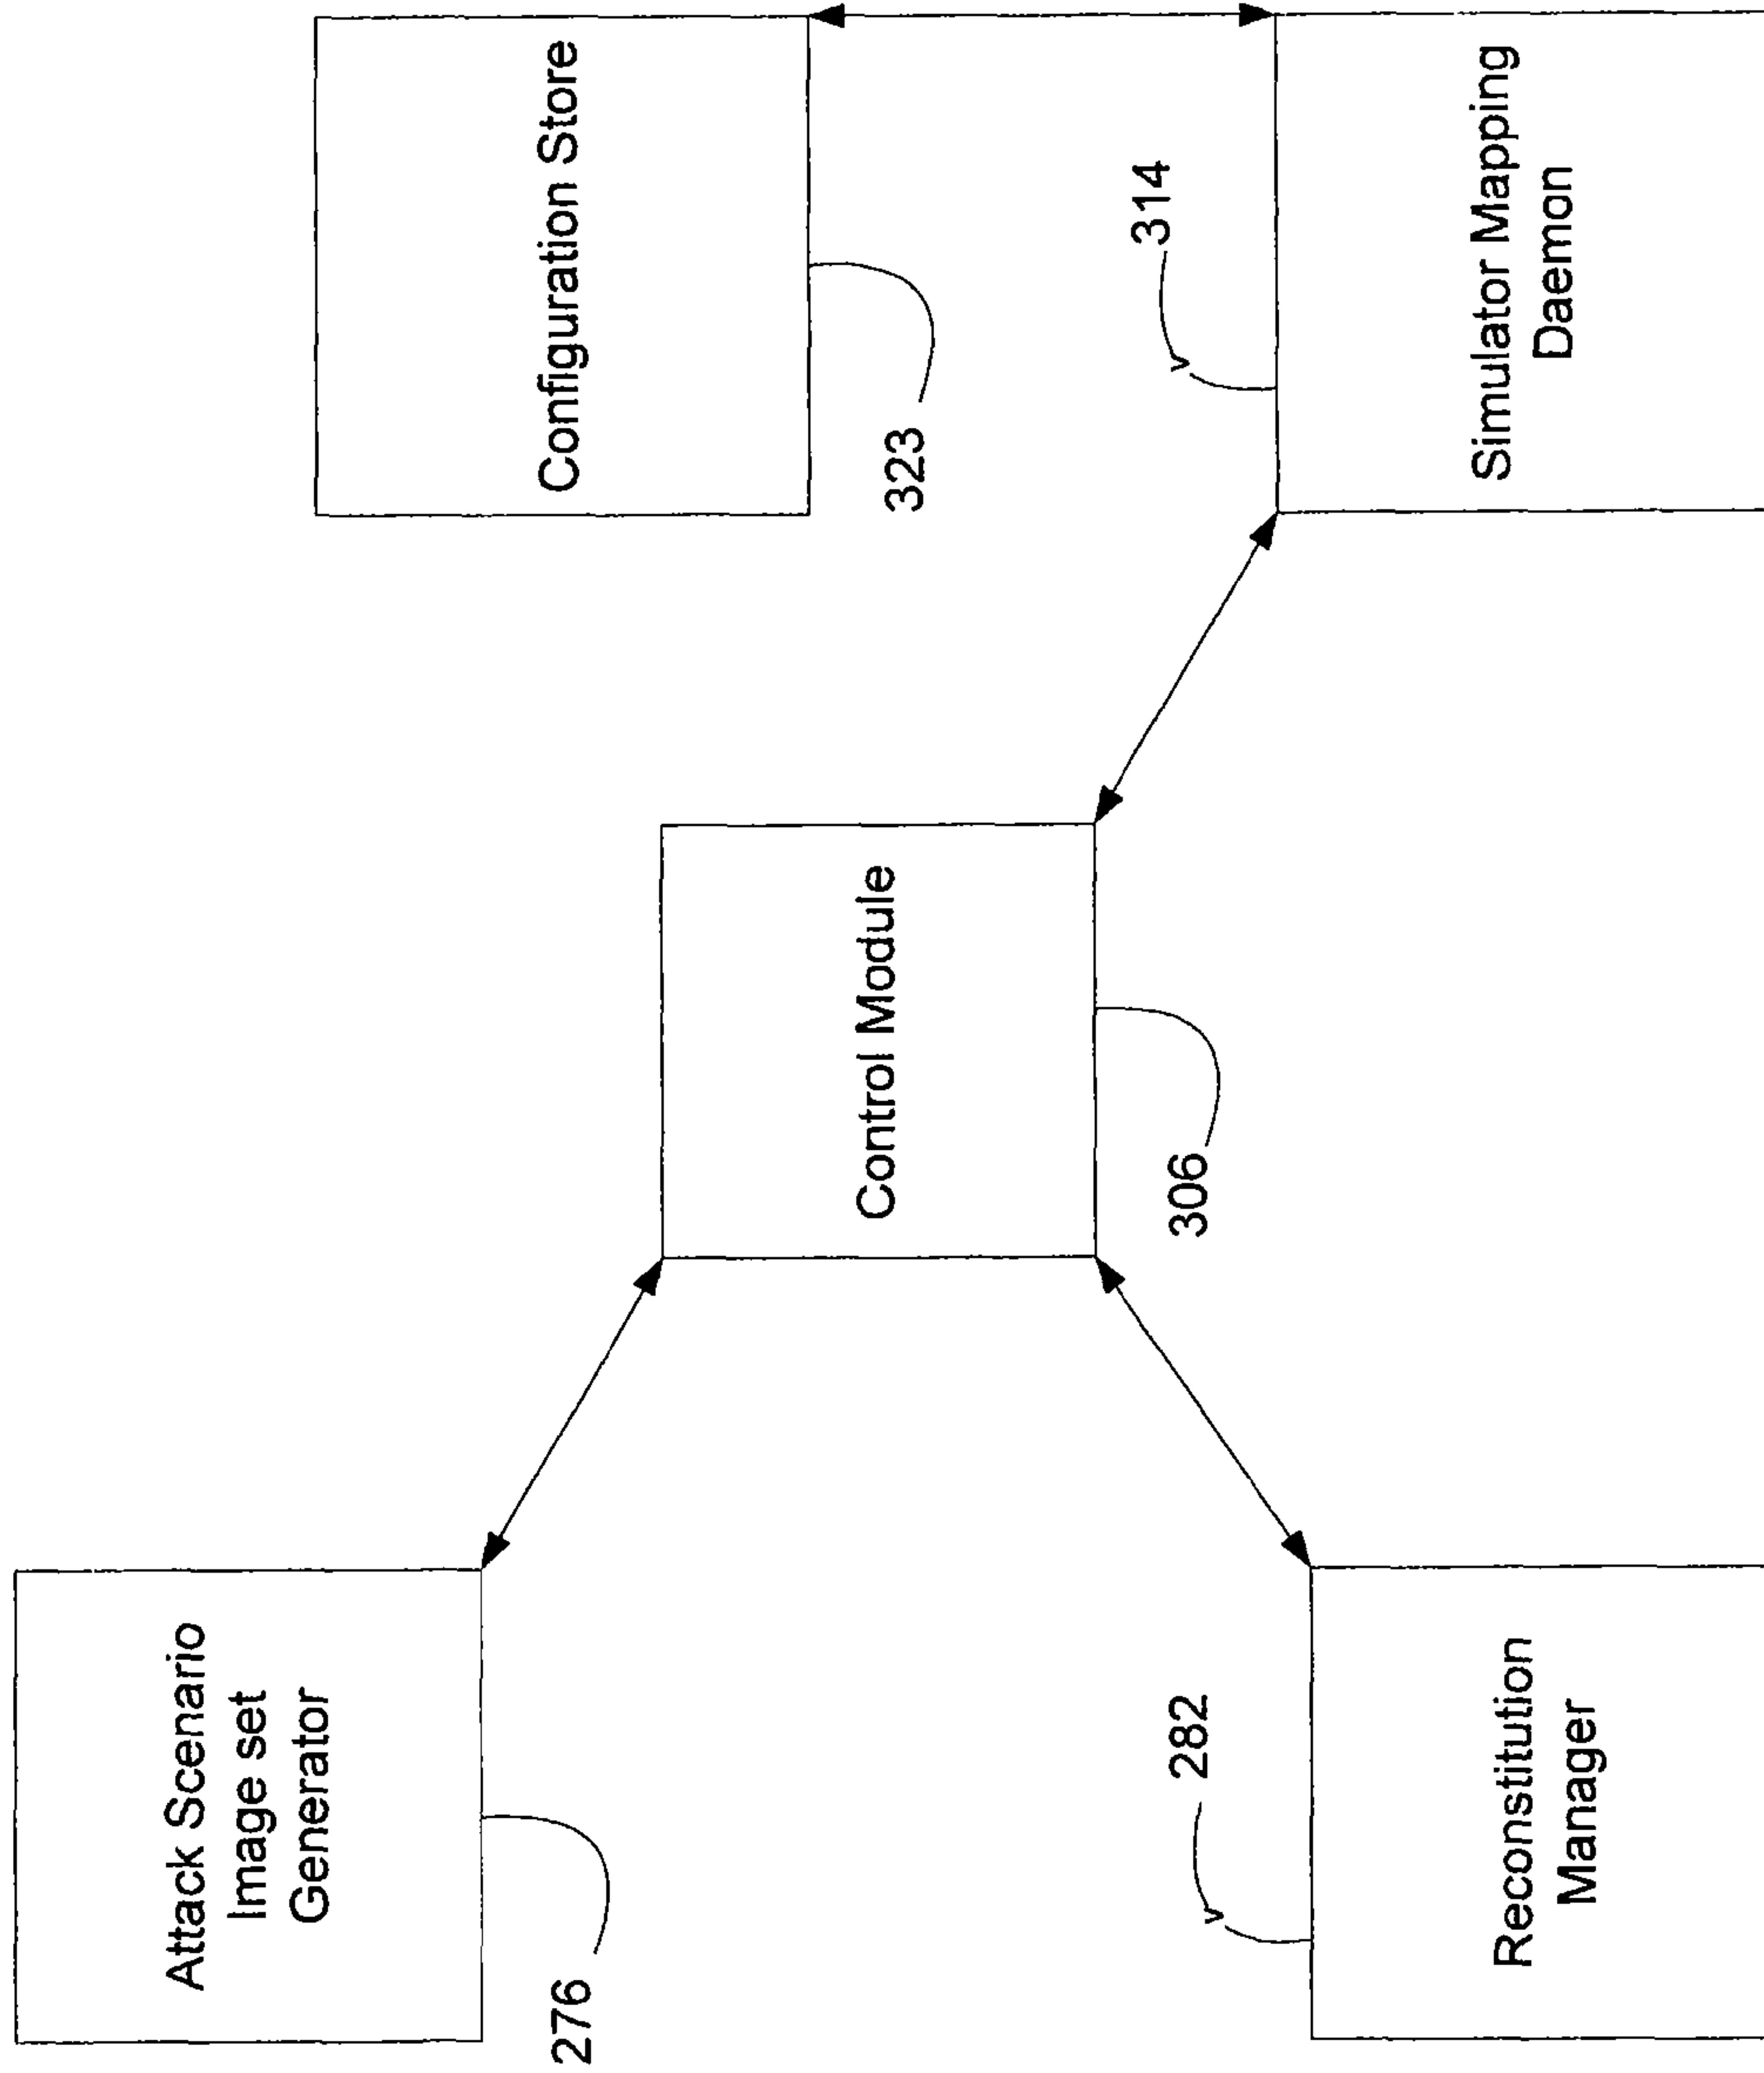 Attack Scenario
Image set
Generator
276
Control Module
306
Configuration Store
323
Reconstitution
Manager
282
Simulator Mapping
Daemon
314